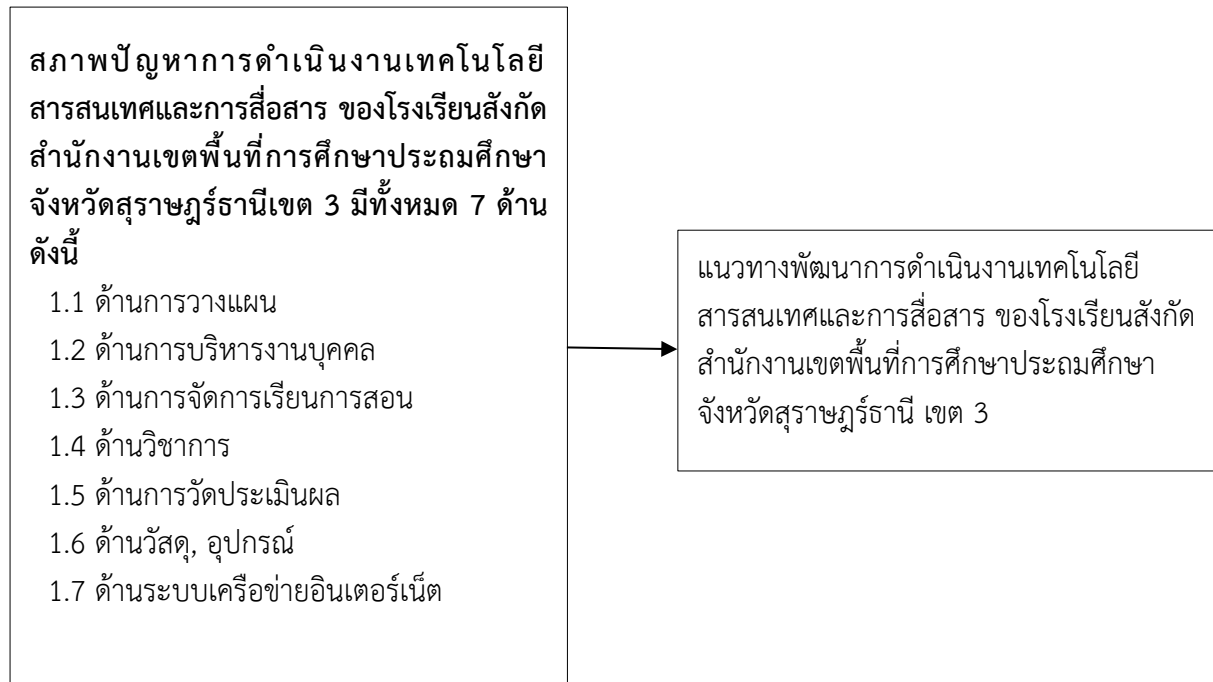 สภาพปัญหาการดำเนินงานเทคโนโลยี
สารสนเทศและการสื่อสาร ของโรงเรียนสังกัด
สำนักงานเขตพื้นที่การศึกษาประถมศึกษา
จังหวัดสุราษฎร์ธานีเขต 3 มีทั้งหมด 7 ด้าน
ดังนี้
1.1 ด้านการวางแผน
1.2 ด้านการบริหารงานบุคคล
1.3 ด้านการจัดการเรียนการสอน
1.4 ด้านวิชาการ
1.5 ด้านการวัดประเมินผล
1.6 ด้านวัสดุ, อุปกรณ์
1.7 ด้านระบบเครือข่ายอินเตอร์เน็ต
แนวทางพัฒนาการดำเนินงานเทคโนโลยี
สารสนเทศและการสื่อสาร ของโรงเรียนสังกัด
สำนักงานเขตพื้นที่การศึกษาประถมศึกษา
จังหวัดสุราษฎร์ธานี เขต 3